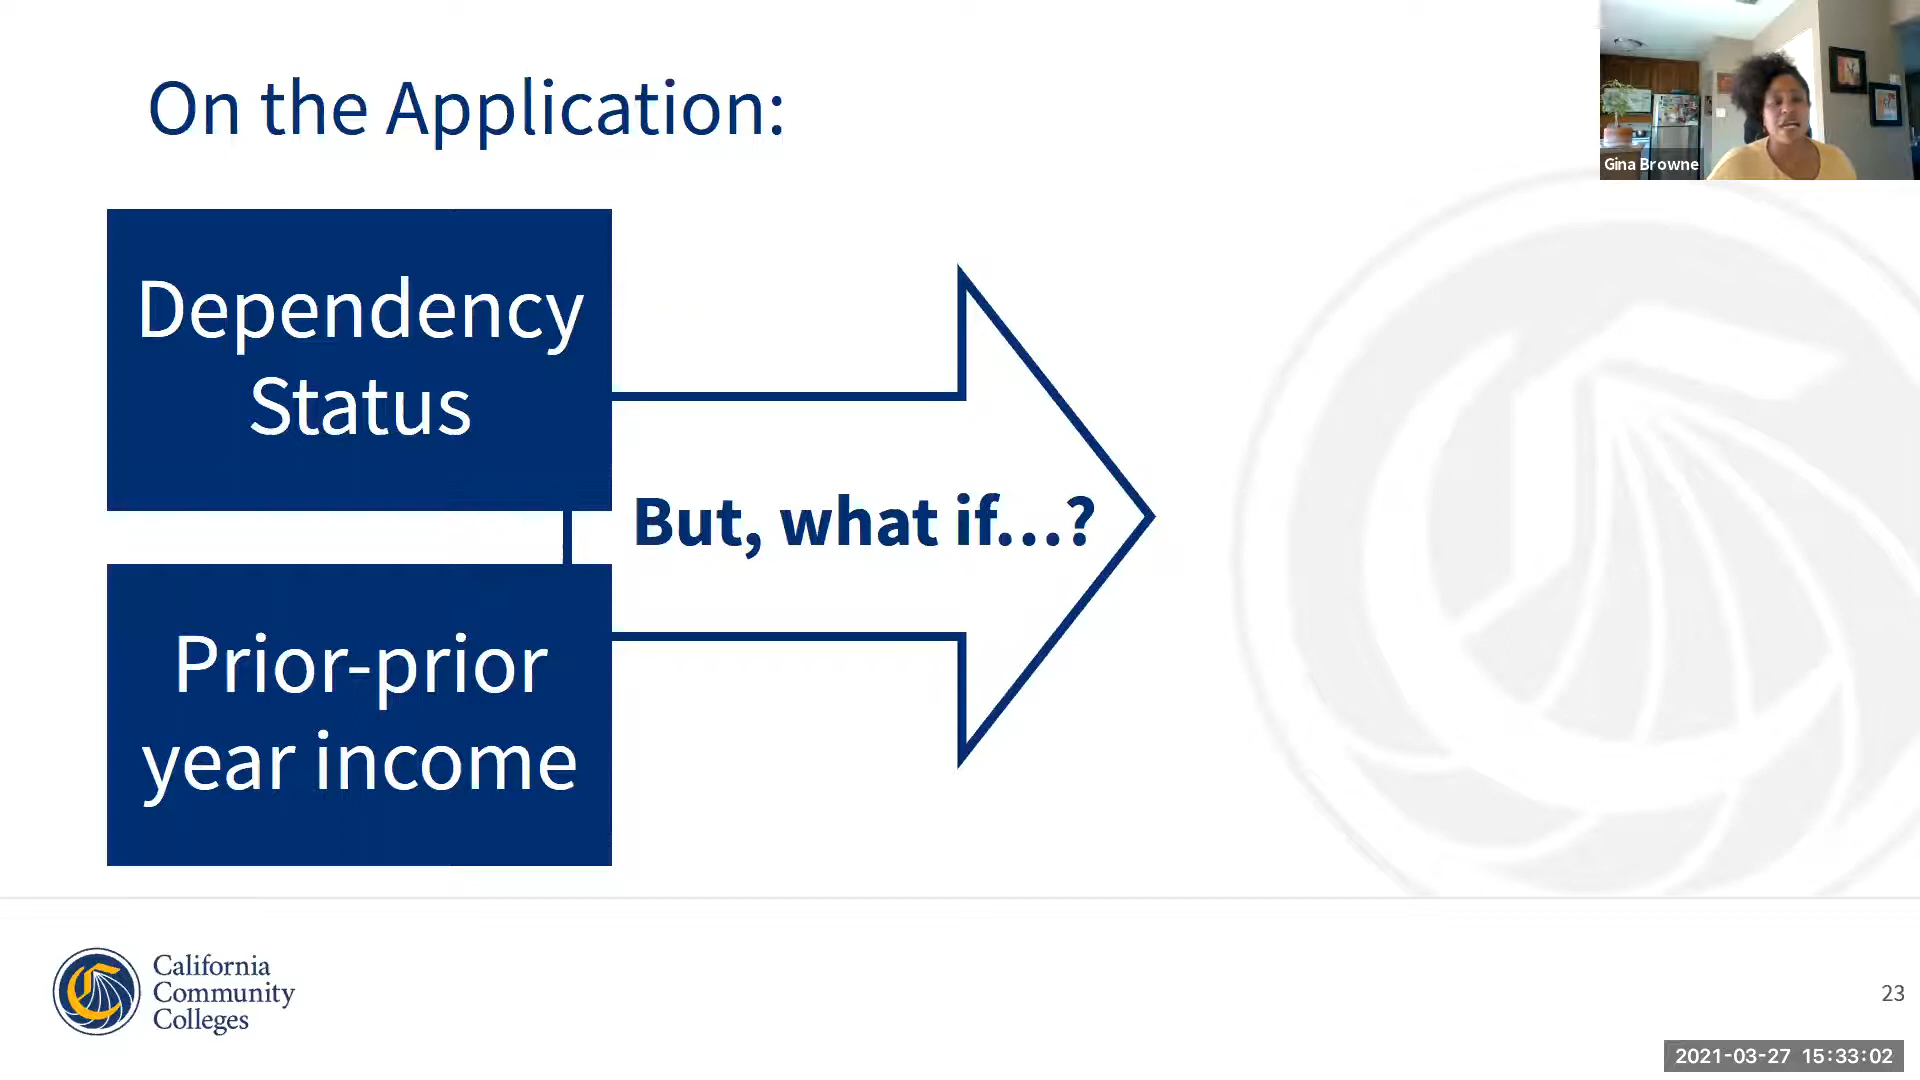 On the Application:
Gina Browne
Dependency
Status
But, what if...?
Prior-prior
year income
California
Community
Colleges
23
2021-03-27 15:33:02